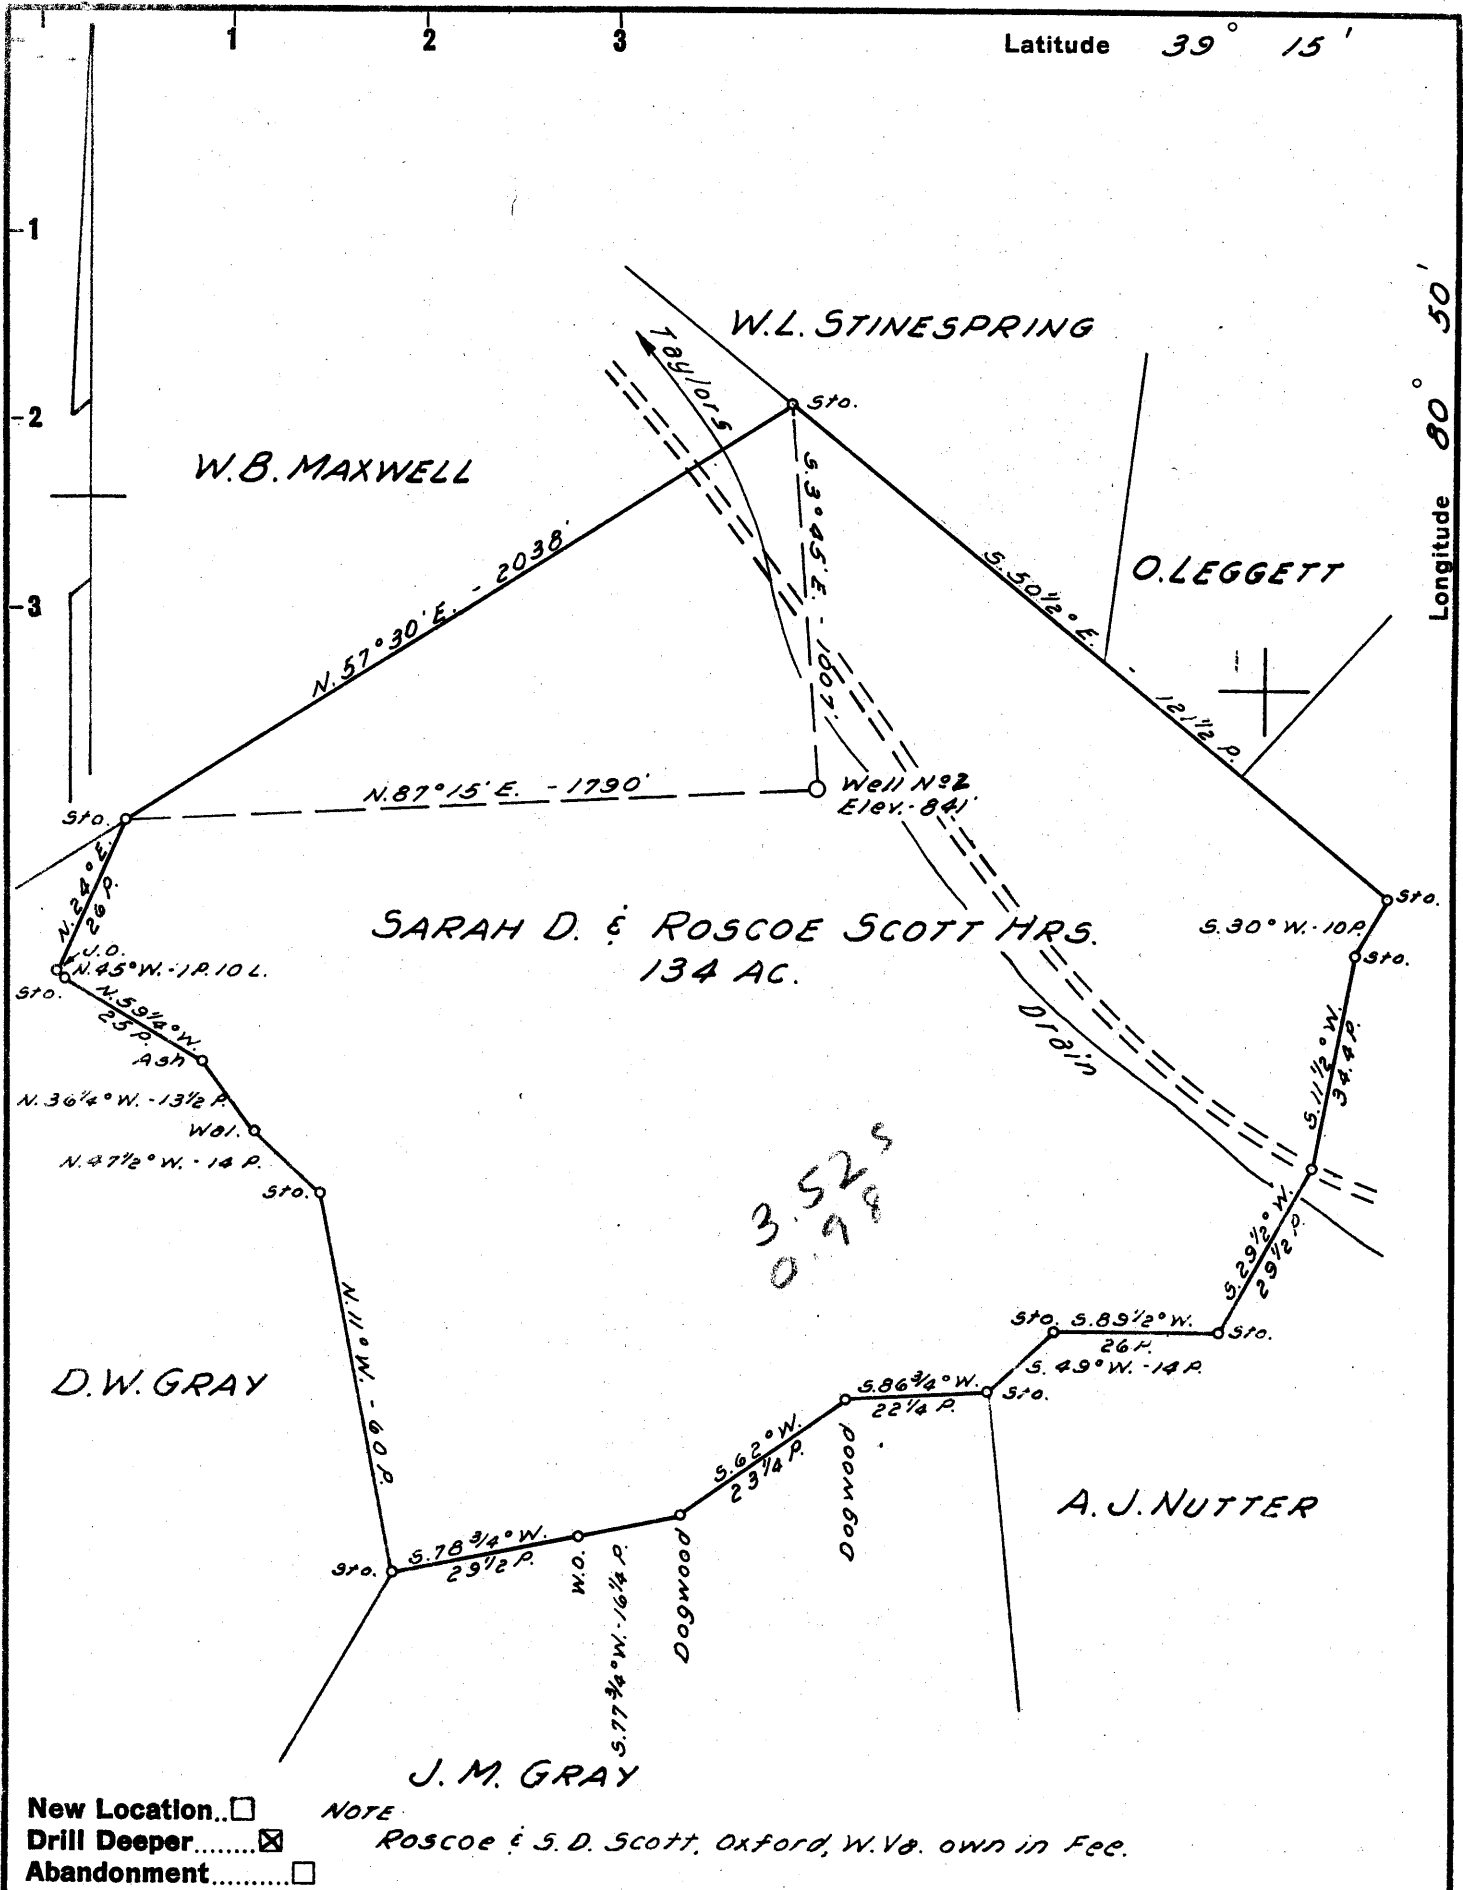 1 2 3
Latitude 39° 15'
-1
-2
-3
Longitude 80° 50'
W.L. STINESPRING
Taylors
Sto.
W.B. MAXWELL
S.3°45'E. - 1007'
N.57°30'E. - 2038'
S.50½°E. - 121½ P.
O.LEGGETT
N.87°15'E. - 1790'
Well Nº2
Elev.- 841'
Sto.
N.24°E.
26 P.
J.O.
N.45°W.-1P.10L.
Sto.
N.59¼°W.
25 P.
Ash
N.36¼°W.-13½ P.
Wal.
N.47½°W.-14 P.
Sto.
SARAH D. & ROSCOE SCOTT HRS.
134 AC.
Sto.
S.30°W.-10P.
Sto.
S.11½°W.
34.4 P.
Drain
3.52 5
0.98
S.29½°W.
29½ P.
Sto. S.89½°W. Sto.
26 P.
S.49°W.-14 P.
S.86¾°W. Sto.
22¼ P.
N.11°W. - 60 P.
D.W. GRAY
S.62°W.
23¼ P.
Dogwood
A.J. NUTTER
S.78¾°W.
29½ P.
Sto.
W.O.
S.77¾°W.-16¼ P.
Dogwood
J.M. GRAY
New Location..☐
NOTE
Drill Deeper........☒
Roscoe & S.D. Scott, Oxford, W.Va. own in Fee.
Abandonment..........☐